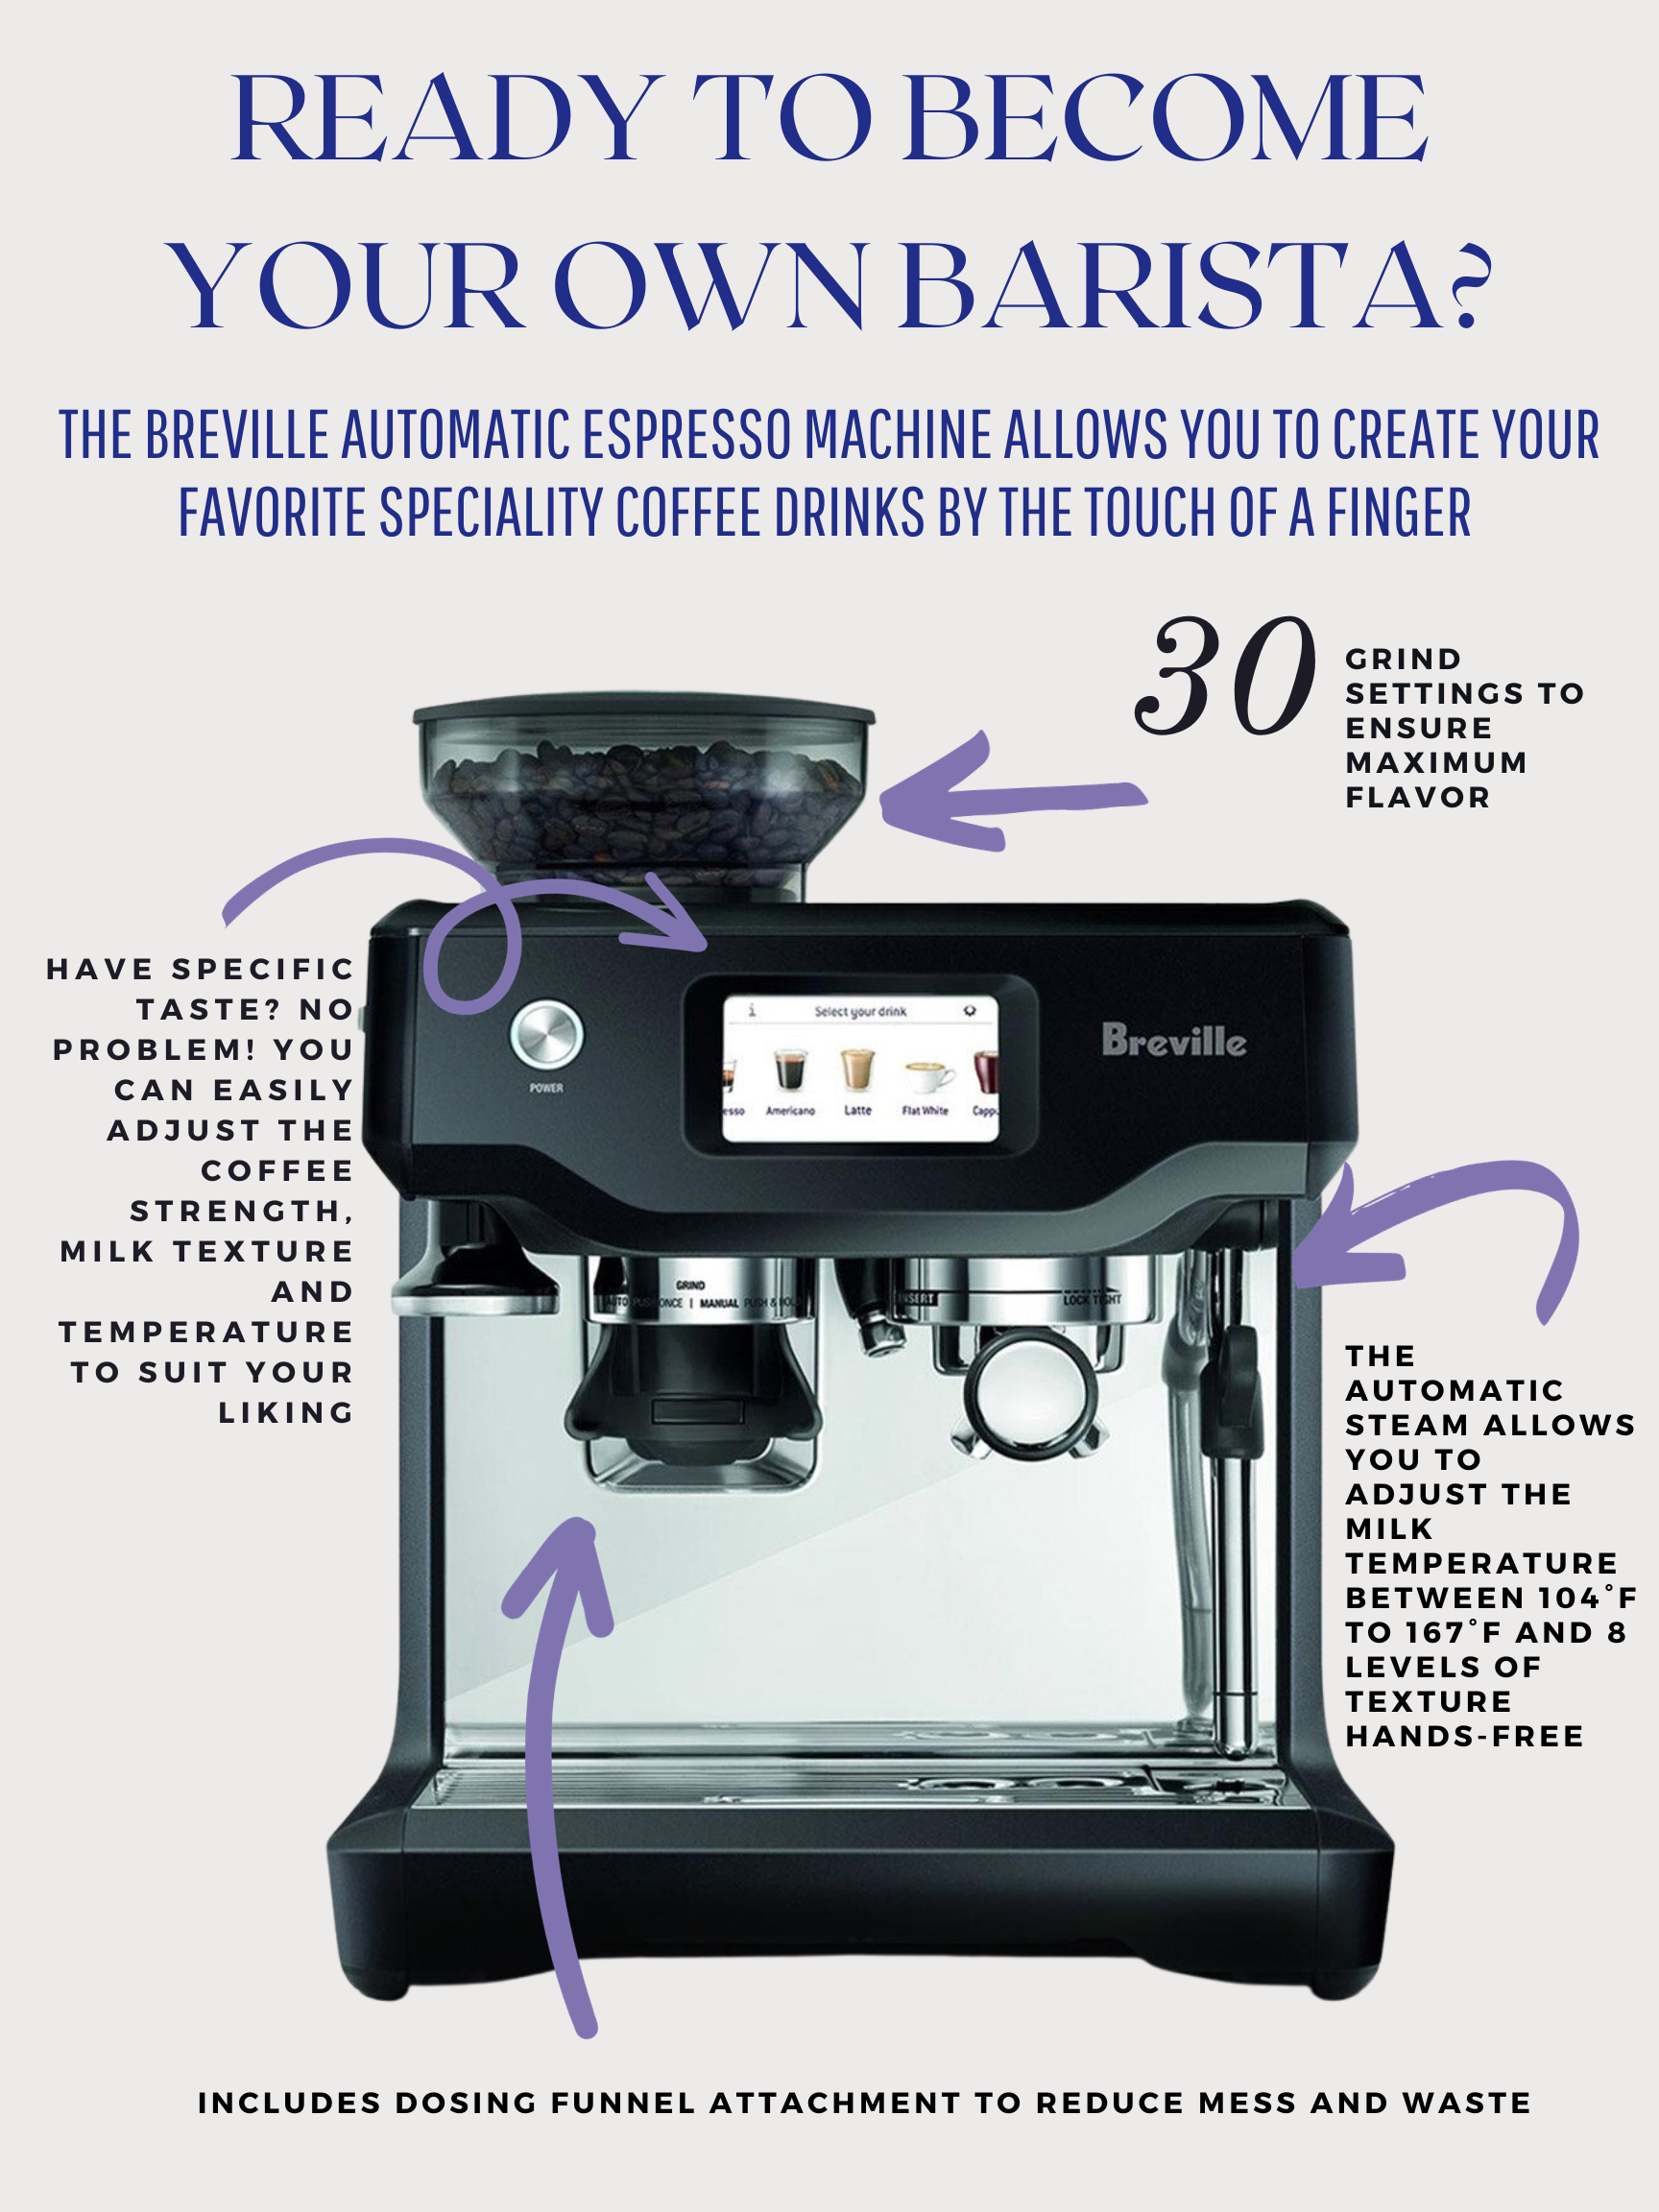 READY TO BECOME
YOUR OWN BARISTA?
THE BREVILLE AUTOMATIC ESPRESSO MACHINE ALLOWS YOU TO CREATE YOUR
FAVORITE SPECIALITY COFFEE DRINKS BY THE TOUCH OF A FINGER
30
GRIND
SETTINGS TO
ENSURE
MAXIMUM
FLAVOR
HAVE SPECIFIC
TASTE? NO
PROBLEM! YOU
CAN EASILY
ADJUST THE
COFFEE
STRENGTH,
MILK TEXTURE
AND
TEMPERATURE
TO SUIT YOUR
LIKING
POWER
i Select your drink
esso Americano Latte Flat White Capp
Breville
GRIND
AUTO PUSH ONCE | MANUAL PUSH & HOLD
INSERT
LOCK TIGHT
THE
AUTOMATIC
STEAM ALLOWS
YOU TO
ADJUST THE
MILK
TEMPERATURE
BETWEEN 104°F
TO 167°F AND 8
LEVELS OF
TEXTURE
HANDS-FREE
INCLUDES DOSING FUNNEL ATTACHMENT TO REDUCE MESS AND WASTE